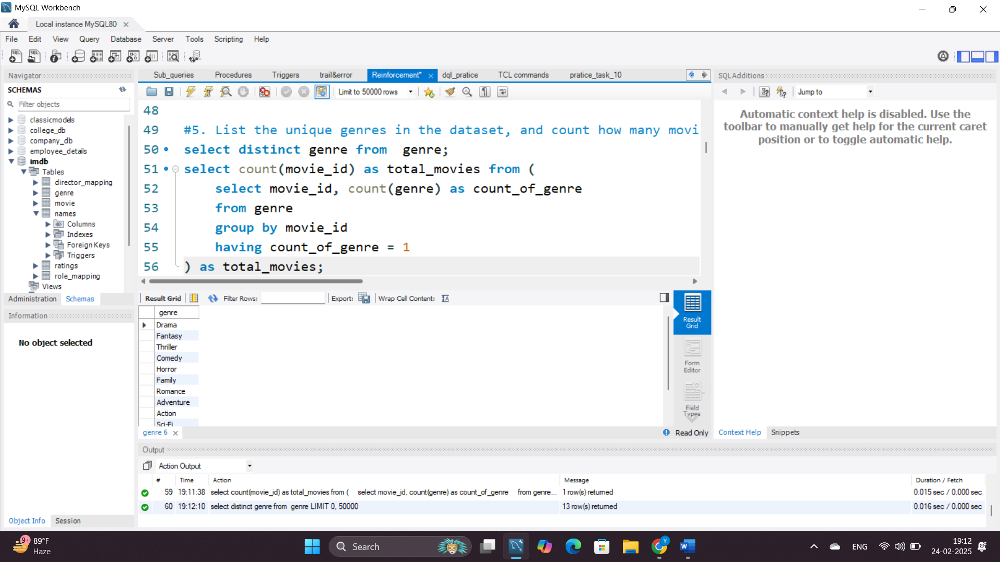 MySQL Workbench
Local instance MySQL80
File Edit View Query Database Server Tools Scripting Help
Navigator
SCHEMAS
Filter objects
classicmodels
college_db
company_db
employee_details
imdb
Tables
director_mapping
genre
movie
names
Columns
Indexes
Foreign Keys
Triggers
ratings
role_mapping
Views
Administration Schemas
Information
No object selected
Object Info Session
Sub_queries Procedures Triggers trail&error Reinforcement* dql_pratice TCL commands pratice_task_10
Limit to 50000 rows
48
49 #5. List the unique genres in the dataset, and count how many movi
50 select distinct genre from  genre;
51 select count(movie_id) as total_movies from (
52 select movie_id, count(genre) as count_of_genre
53 from genre
54 group by movie_id
55 having count_of_genre = 1
56 ) as total_movies;
Result Grid Filter Rows: Export: Wrap Cell Content:
genre
Drama
Fantasy
Thriller
Comedy
Horror
Family
Romance
Adventure
Action
Sci-Fi
Result
Grid
Form
Editor
Field
Types
genre 6 Read Only
SQLAdditions
Jump to
Automatic context help is disabled. Use the
toolbar to manually get help for the current caret
position or to toggle automatic help.
Context Help Snippets
Output
Action Output
# Time Action Message Duration / Fetch
59 19:11:38 select count(movie_id) as total_movies from ( select movie_id, count(genre) as count_of_genre from genre... 1 row(s) returned 0.015 sec / 0.000 sec
60 19:12:10 select distinct genre from  genre LIMIT 0, 50000 13 row(s) returned 0.016 sec / 0.000 sec
9+ 89°F
Haze
Search
ENG
19:12
24-02-2025